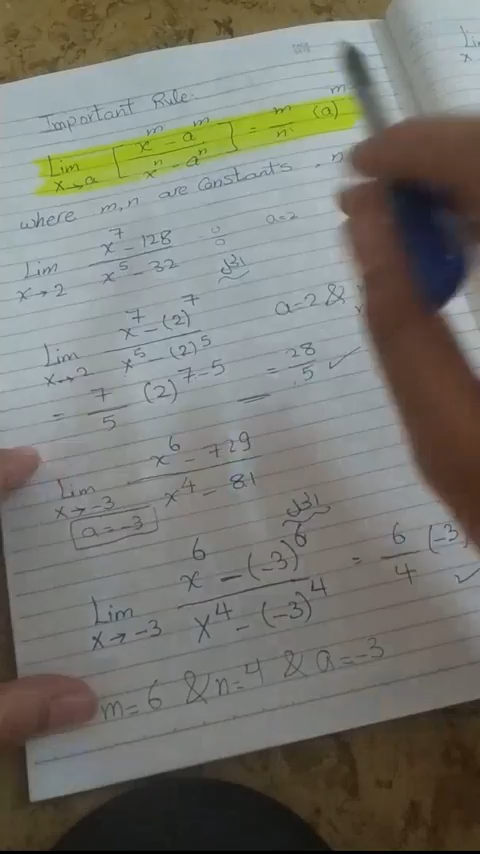 Important Rule.
Lim x→a [x^m - a^m / x^n - a^n] = m/n (a)^m
where m,n are Constants, n
Lim x→2 x^7 - 128 / x^5 - 32 0/0 a=2
Lim x→2 x^7 - (2)^7 / x^5 - (2)^5 a=2 &
= 7/5 (2)^7-5 = 28/5 ✓
Lim x→-3 x^6 - 729 / x^4 - 81
a=-3
Lim x→-3 x^6 - (-3)^6 / x^4 - (-3)^4 = 6/4 (-3)
m=6 & n=4 & a=-3